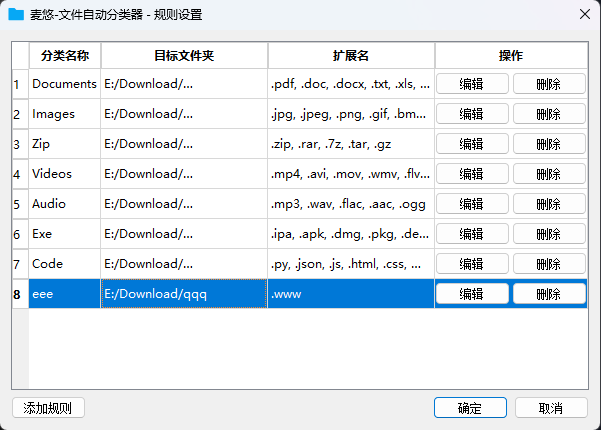 麦悠-文件自动分类器 - 规则设置
分类名称 目标文件夹 扩展名 操作
1 Documents E:/Download/... .pdf, .doc, .docx, .txt, .xls, ... 编辑 删除
2 Images E:/Download/... .jpg, .jpeg, .png, .gif, .bm... 编辑 删除
3 Zip E:/Download/... .zip, .rar, .7z, .tar, .gz 编辑 删除
4 Videos E:/Download/... .mp4, .avi, .mov, .wmv, .flv... 编辑 删除
5 Audio E:/Download/... .mp3, .wav, .flac, .aac, .ogg 编辑 删除
6 Exe E:/Download/... .ipa, .apk, .dmg, .pkg, .de... 编辑 删除
7 Code E:/Download/... .py, .json, .js, .html, .css, ... 编辑 删除
8 eee E:/Download/qqq .www 编辑 删除
添加规则 确定 取消